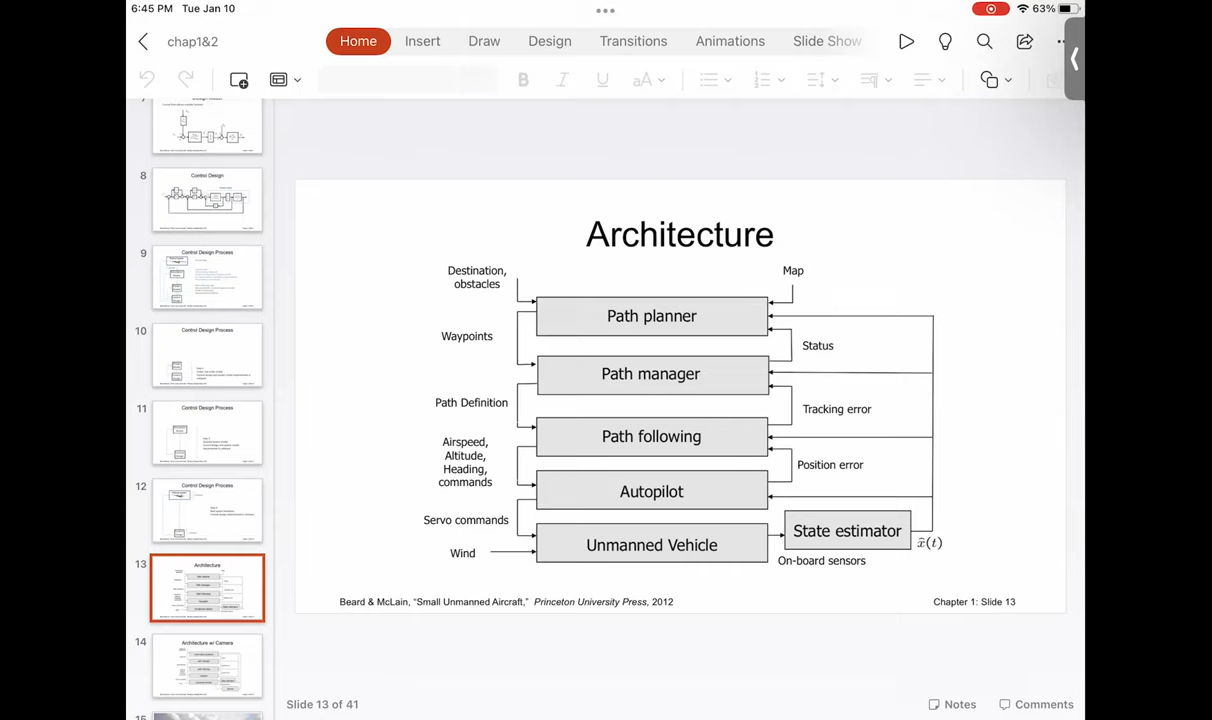 6:45 PM Tue Jan 10
63%
chap1&2
Home Insert Draw Design Transitions Animations Slide Show
B I U aA
8
Control Design
9
Control Design Process
10
Control Design Process
11
Control Design Process
12
Control Design Process
13
Architecture
14
Architecture w/ Camera
Architecture
Destination,
obstacles
Map
Path planner
Waypoints
Status
Path manager
Path Definition
Tracking error
Path following
Airspeed,
Altitude,
Heading,
commands
Position error
Autopilot
Servo commands
State estimator
Wind
Unmanned Vehicle
x̂(t)
On-board sensors
Beard & McLain, "Small Unmanned Aircraft," Princeton University Press, 2012
Chapter 1: Slide 13
Slide 13 of 41
Notes
Comments